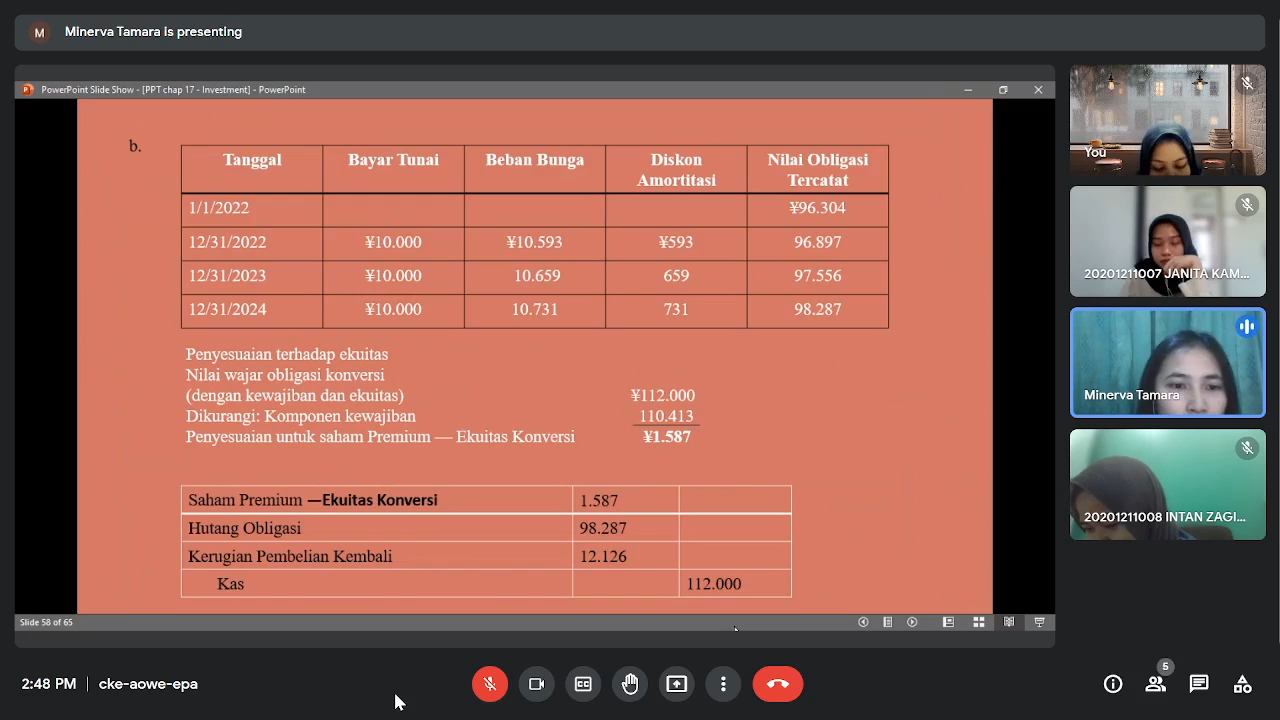 M
Minerva Tamara is presenting
PowerPoint Slide Show - [PPT chap 17 - Investment] - PowerPoint
b.
Tanggal Bayar Tunai Beban Bunga Diskon Amortitasi Nilai Obligasi Tercatat
1/1/2022 ¥96.304
12/31/2022 ¥10.000 ¥10.593 ¥593 96.897
12/31/2023 ¥10.000 10.659 659 97.556
12/31/2024 ¥10.000 10.731 731 98.287
Penyesuaian terhadap ekuitas
Nilai wajar obligasi konversi
(dengan kewajiban dan ekuitas) ¥112.000
Dikurangi: Komponen kewajiban 110.413
Penyesuaian untuk saham Premium — Ekuitas Konversi ¥1.587
Saham Premium —Ekuitas Konversi 1.587
Hutang Obligasi 98.287
Kerugian Pembelian Kembali 12.126
Kas 112.000
Slide 58 of 65
You
20201211007 JANITA KAM...
Minerva Tamara
20201211008 INTAN ZAGI...
2:48 PM | cke-aowe-epa
5